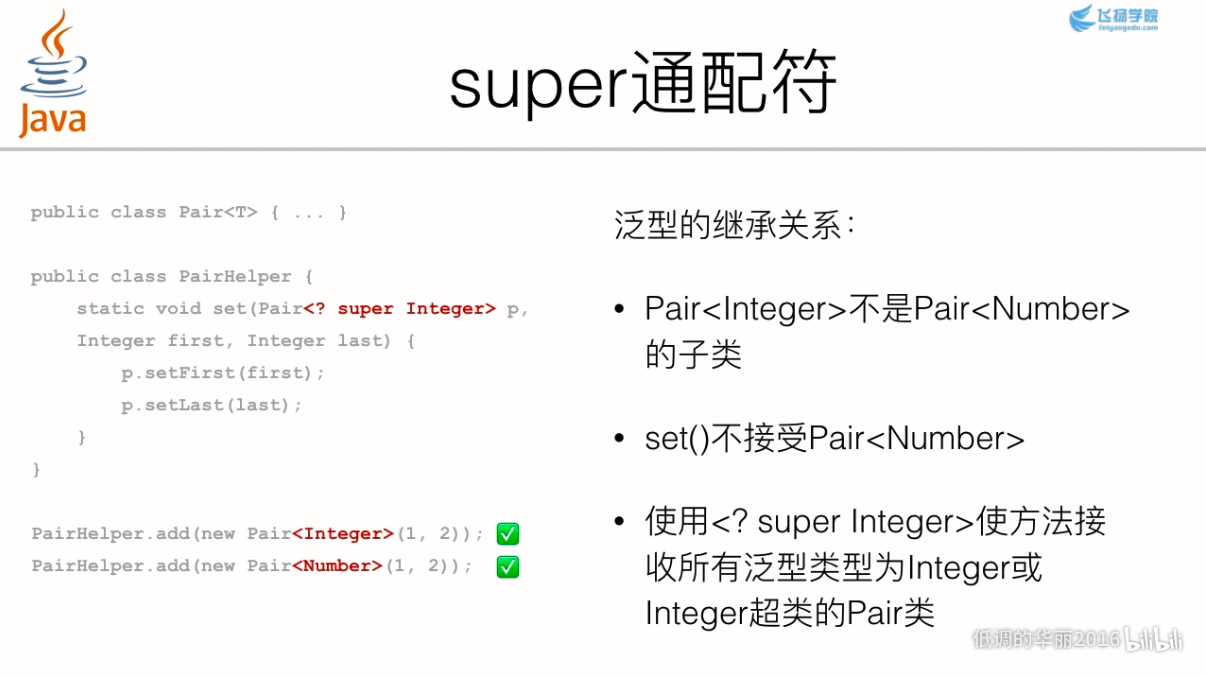 Java
飞扬学院
feiyangedu.com
super通配符
public class Pair<T> { ... }
public class PairHelper {
static void set(Pair<? super Integer> p,
Integer first, Integer last) {
p.setFirst(first);
p.setLast(last);
}
}
PairHelper.add(new Pair<Integer>(1, 2));
PairHelper.add(new Pair<Number>(1, 2));
泛型的继承关系：
• Pair<Integer>不是Pair<Number>
的子类
• set()不接受Pair<Number>
• 使用<? super Integer>使方法接
收所有泛型类型为Integer或
Integer超类的Pair类
低调的华丽2016 bilibili